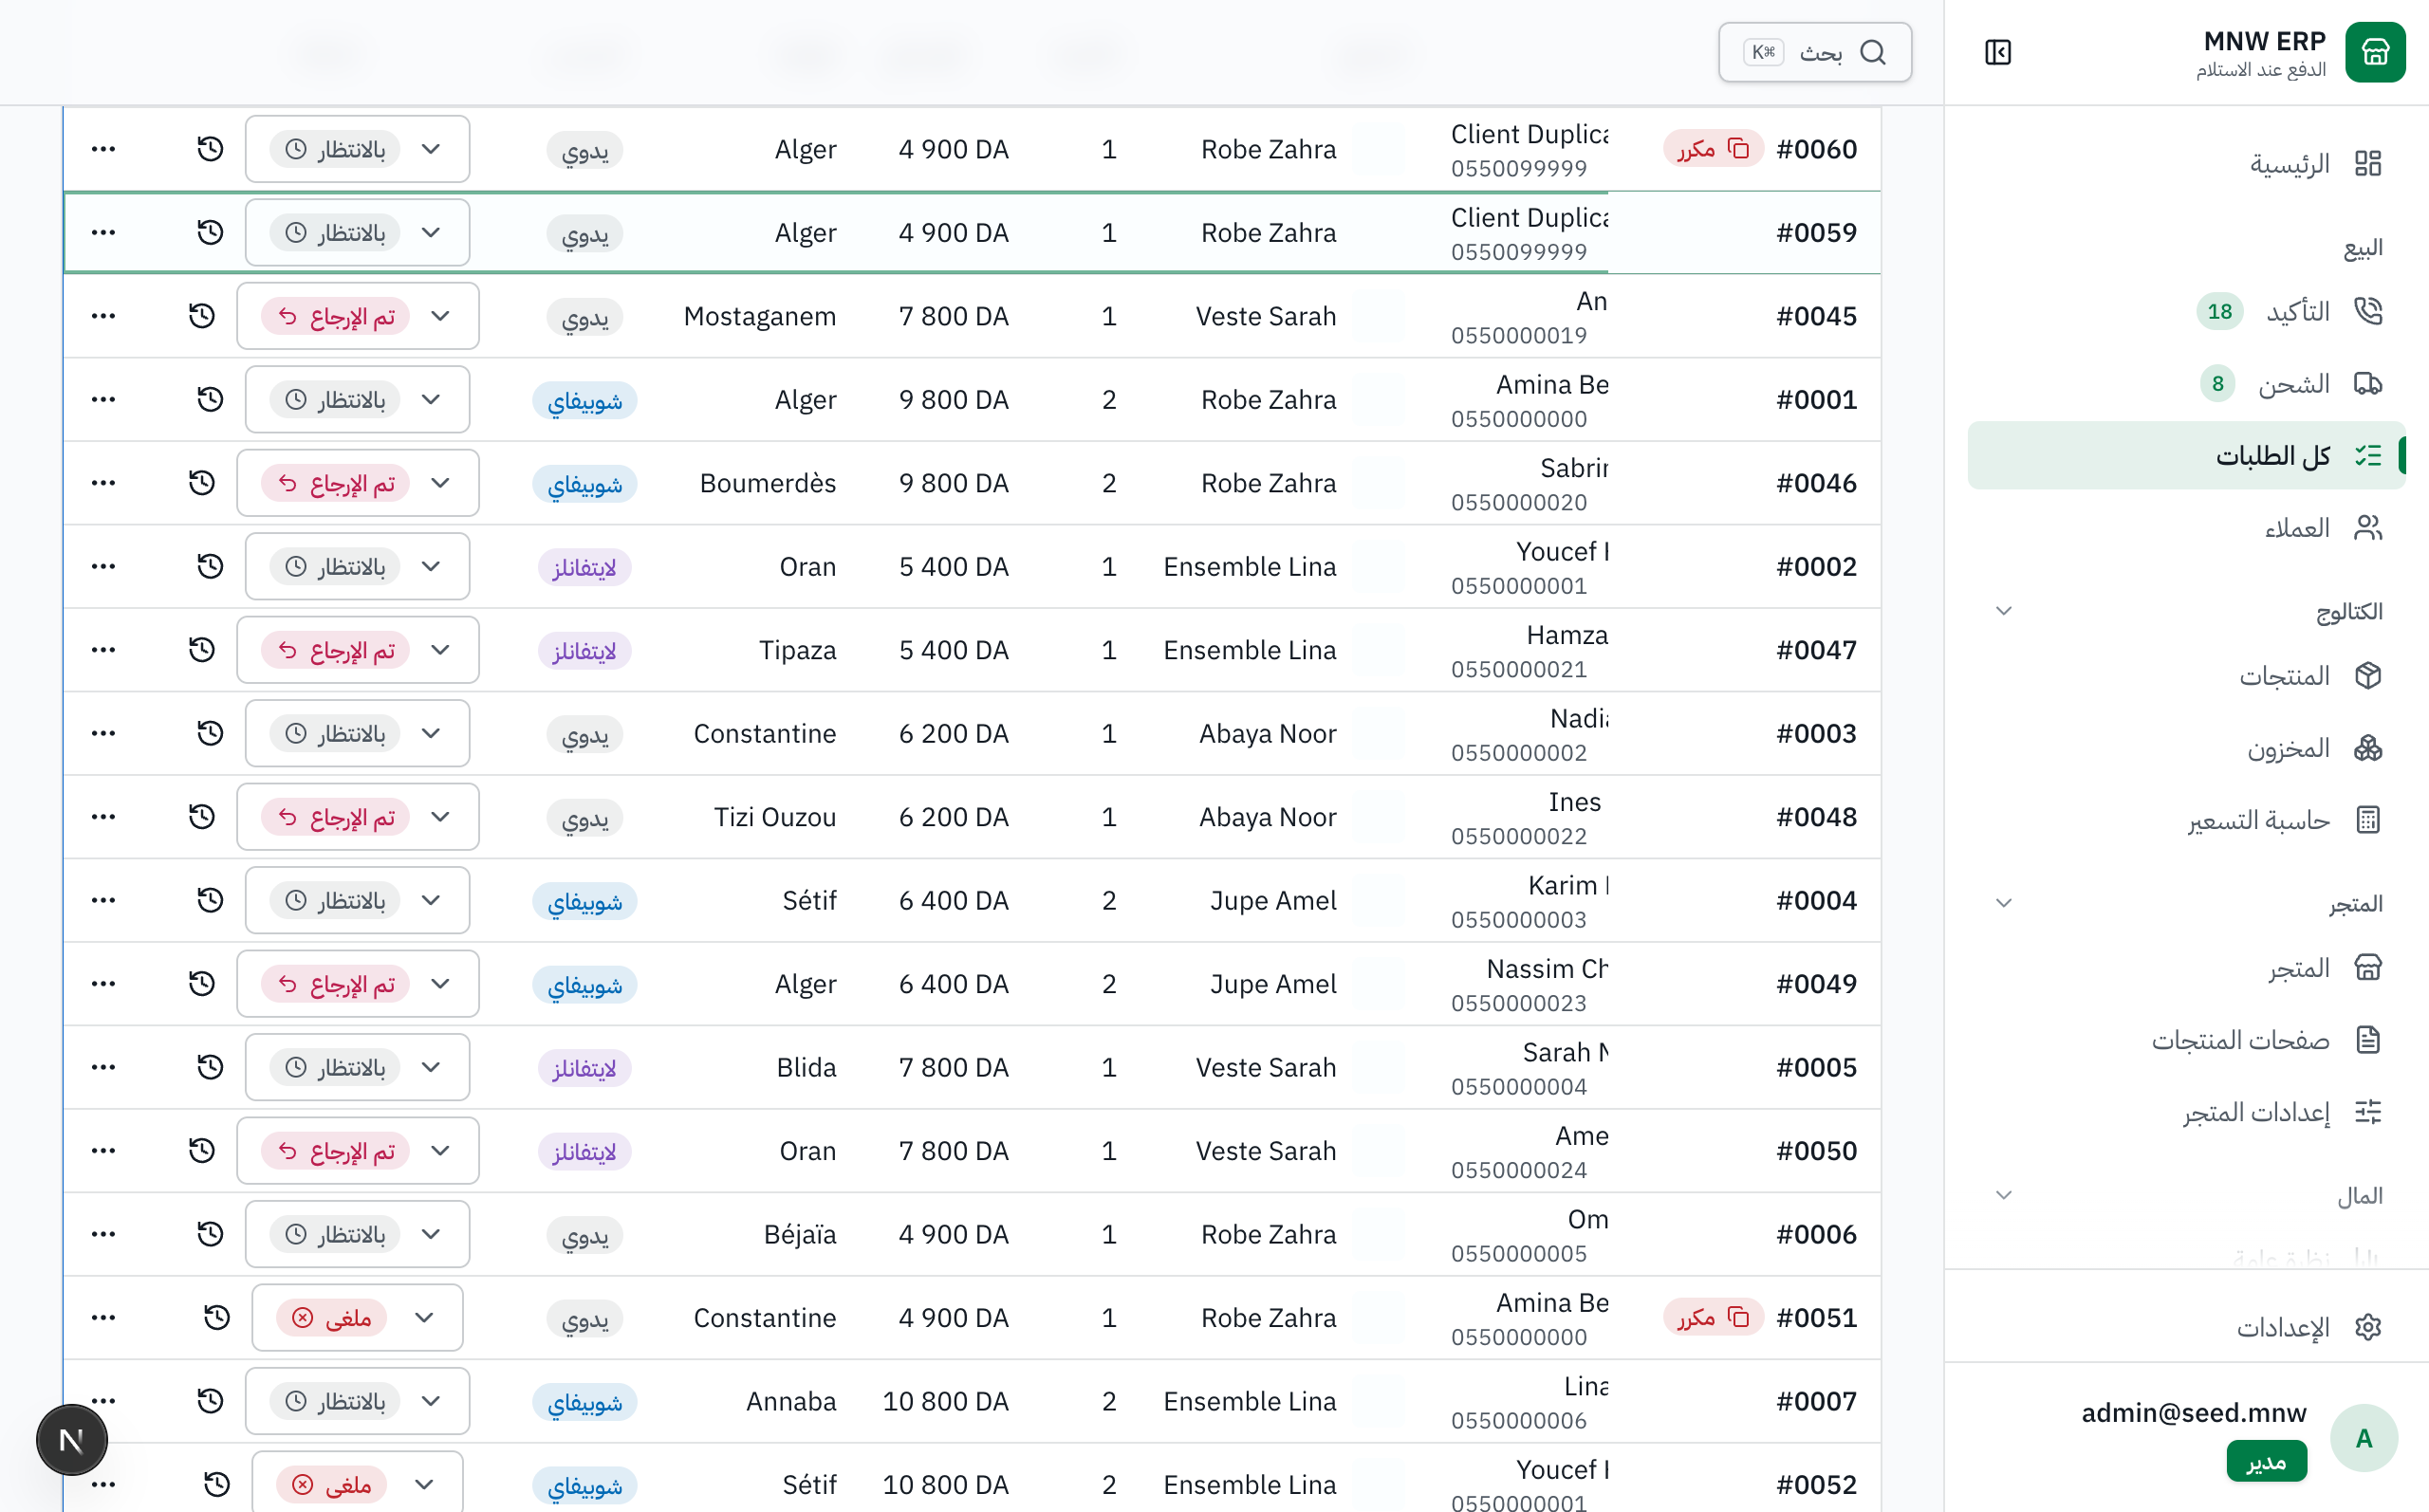 MNW ERP
الدفع عند الاستلام
الرئيسية
البيع
التأكيد 18
الشحن 8
كل الطلبات
العملاء
الكتالوج
المنتجات
المخزون
حاسبة التسعير
المتجر
المتجر
صفحات المنتجات
إعدادات المتجر
المال
نظرة عامة
الإعدادات
admin@seed.mnw
مدير
A
بحث ⌘K
#0060 مكرر Client Duplica 0550099999 Robe Zahra 1 4 900 DA Alger يدوي بالانتظار
#0059 Client Duplica 0550099999 Robe Zahra 1 4 900 DA Alger يدوي بالانتظار
#0045 An 0550000019 Veste Sarah 1 7 800 DA Mostaganem يدوي تم الإرجاع
#0001 Amina Be 0550000000 Robe Zahra 2 9 800 DA Alger شوبيفاي بالانتظار
#0046 Sabrin 0550000020 Robe Zahra 2 9 800 DA Boumerdès شوبيفاي تم الإرجاع
#0002 Youcef 0550000001 Ensemble Lina 1 5 400 DA Oran لايتفانلز بالانتظار
#0047 Hamza 0550000021 Ensemble Lina 1 5 400 DA Tipaza لايتفانلز تم الإرجاع
#0003 Nadia 0550000002 Abaya Noor 1 6 200 DA Constantine يدوي بالانتظار
#0048 Ines 0550000022 Abaya Noor 1 6 200 DA Tizi Ouzou يدوي تم الإرجاع
#0004 Karim 0550000003 Jupe Amel 2 6 400 DA Sétif شوبيفاي بالانتظار
#0049 Nassim Ch 0550000023 Jupe Amel 2 6 400 DA Alger شوبيفاي تم الإرجاع
#0005 Sarah 0550000004 Veste Sarah 1 7 800 DA Blida لايتفانلز بالانتظار
#0050 Ame 0550000024 Veste Sarah 1 7 800 DA Oran لايتفانلز تم الإرجاع
#0006 Om 0550000005 Robe Zahra 1 4 900 DA Béjaïa يدوي بالانتظار
#0051 مكرر Amina Be 0550000000 Robe Zahra 1 4 900 DA Constantine يدوي ملغى
#0007 Lina 0550000006 Ensemble Lina 2 10 800 DA Annaba شوبيفاي بالانتظار
#0052 Youcef 0550000001 Ensemble Lina 2 10 800 DA Sétif شوبيفاي ملغى
N